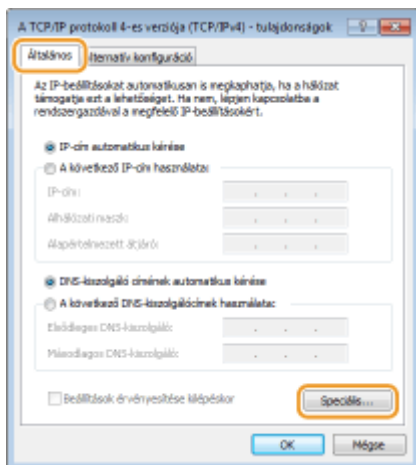 A TCP/IP protokoll 4-es verziója (TCP/IPv4) - tulajdonságok
Általános
Alternatív konfiguráció
Az IP-beállításokat automatikusan is megkaphatja, ha a hálózat
támogatja ezt a lehetőséget. Ha nem, lépjen kapcsolatba a
rendszergazdával a megfelelő IP-beállításokért.
IP-cím automatikus kérése
A következő IP-cím használata:
IP-cím:
Alhálózati maszk:
Alapértelmezett átjáró:
DNS-kiszolgáló címének automatikus kérése
A következő DNS-kiszolgálócímek használata:
Elsődleges DNS-kiszolgáló:
Másodlagos DNS-kiszolgáló:
Beállítások érvényesítése kilépéskor
Speciális...
OK
Mégse